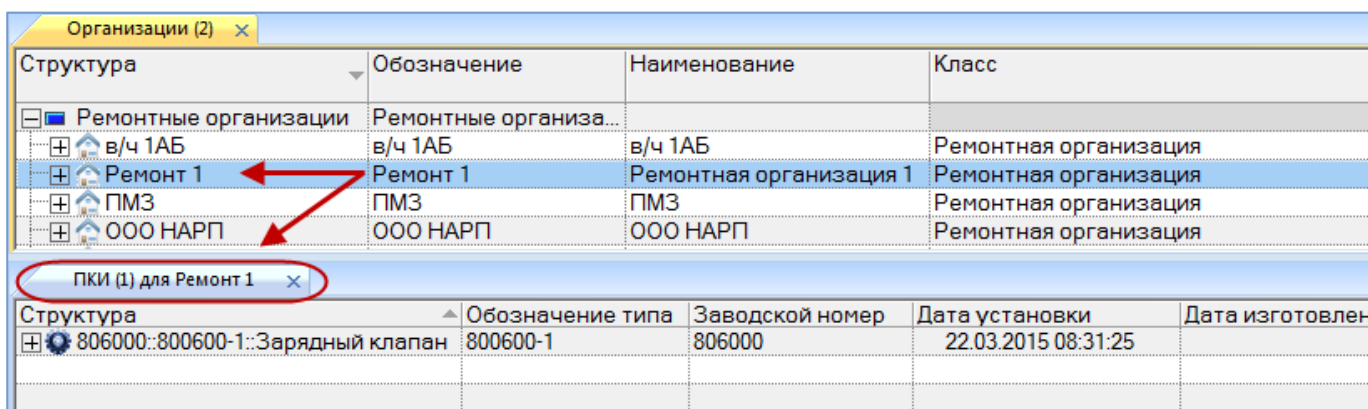 Организации (2)
Структура Обозначение Наименование Класс
Ремонтные организации Ремонтные организа...
в/ч 1АБ в/ч 1АБ в/ч 1АБ Ремонтная организация
Ремонт 1 Ремонт 1 Ремонтная организация 1 Ремонтная организация
ПМЗ ПМЗ ПМЗ Ремонтная организация
ООО НАРП ООО НАРП ООО НАРП Ремонтная организация
ПКИ (1) для Ремонт 1
Структура Обозначение типа Заводской номер Дата установки Дата изготовлен
806000::800600-1::Зарядный клапан 800600-1 806000 22.03.2015 08:31:25